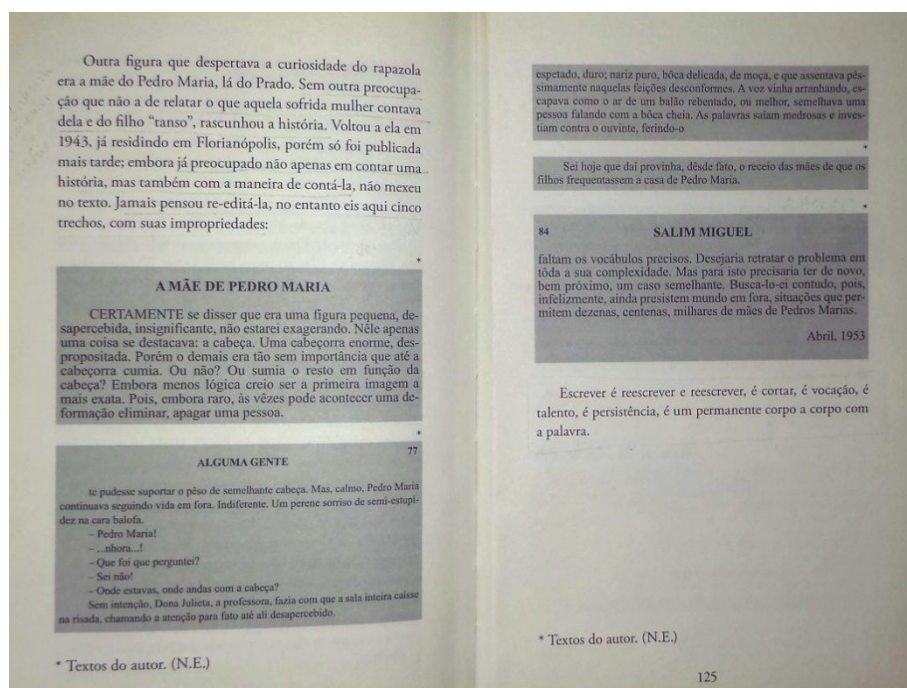 Outra figura que despertava a curiosidade do rapazola
era a mãe do Pedro Maria, lá do Prado. Sem outra preocupa-
ção que não a de relatar o que aquela sofrida mulher contava
dela e do filho “tanso”, rascunhou a história. Voltou a ela em
1943, já residindo em Florianópolis, porém só foi publicada
mais tarde; embora já preocupado não apenas em contar uma
história, mas também com a maneira de contá-la, não mexeu
no texto. Jamais pensou re-editá-la, no entanto eis aqui cinco
trechos, com suas impropriedades:
*
A MÃE DE PEDRO MARIA
CERTAMENTE se disser que era uma figura pequena, de-
sapercebida, insignificante, não estarei exagerando. Nêle apenas
uma coisa se destacava: a cabeça. Uma cabeçorra enorme, des-
propositada. Porém o demais era tão sem importância que até a
cabeçorra cumia. Ou não? Ou sumia o resto em função da
cabeça? Embora menos lógica creio ser a primeira imagem a
mais exata. Pois, embora raro, às vêzes pode acontecer uma de-
formação eliminar, apagar uma pessoa.
*
77
ALGUMA GENTE
te pudesse suportar o pêso de semelhante cabeça. Mas, calmo, Pedro Maria
continuava seguindo vida em fora. Indiferente. Um perene sorriso de semi-estupi-
dez na cara balofa.
– Pedro Maria!
– ...nhora...!
– Que foi que perguntei?
– Sei não!
– Onde estavas, onde andas com a cabeça?
Sem intenção, Dona Julieta, a professora, fazia com que a sala inteira caisse
na risada, chamando a atenção para fato até ali desapercebido.
* Textos do autor. (N.E.)
espetado, duro; nariz puro, bôca delicada, de moça, e que assentava pés-
simamente naquelas feições desconformes. A voz vinha arranhando, es-
capava como o ar de um balão rebentado, ou melhor, semelhava uma
pessoa falando com a bôca cheia. As palavras saiam medrosas e inves-
tiam contra o ouvinte, ferindo-o
*
Sei hoje que daí provinha, dêsde fato, o receio das mães de que os
filhos frequentassem a casa de Pedro Maria.
*
84 SALIM MIGUEL
faltam os vocábulos precisos. Desejaria retratar o problema em
tôda a sua complexidade. Mas para isto precisaria ter de novo,
bem próximo, um caso semelhante. Busca-lo-ei contudo, pois,
infelizmente, ainda presistem mundo em fora, situações que per-
mitem dezenas, centenas, milhares de mães de Pedros Marias.
Abril, 1953
Escrever é reescrever e reescrever, é cortar, é vocação, é
talento, é persistência, é um permanente corpo a corpo com
a palavra.
* Textos do autor. (N.E.)
125